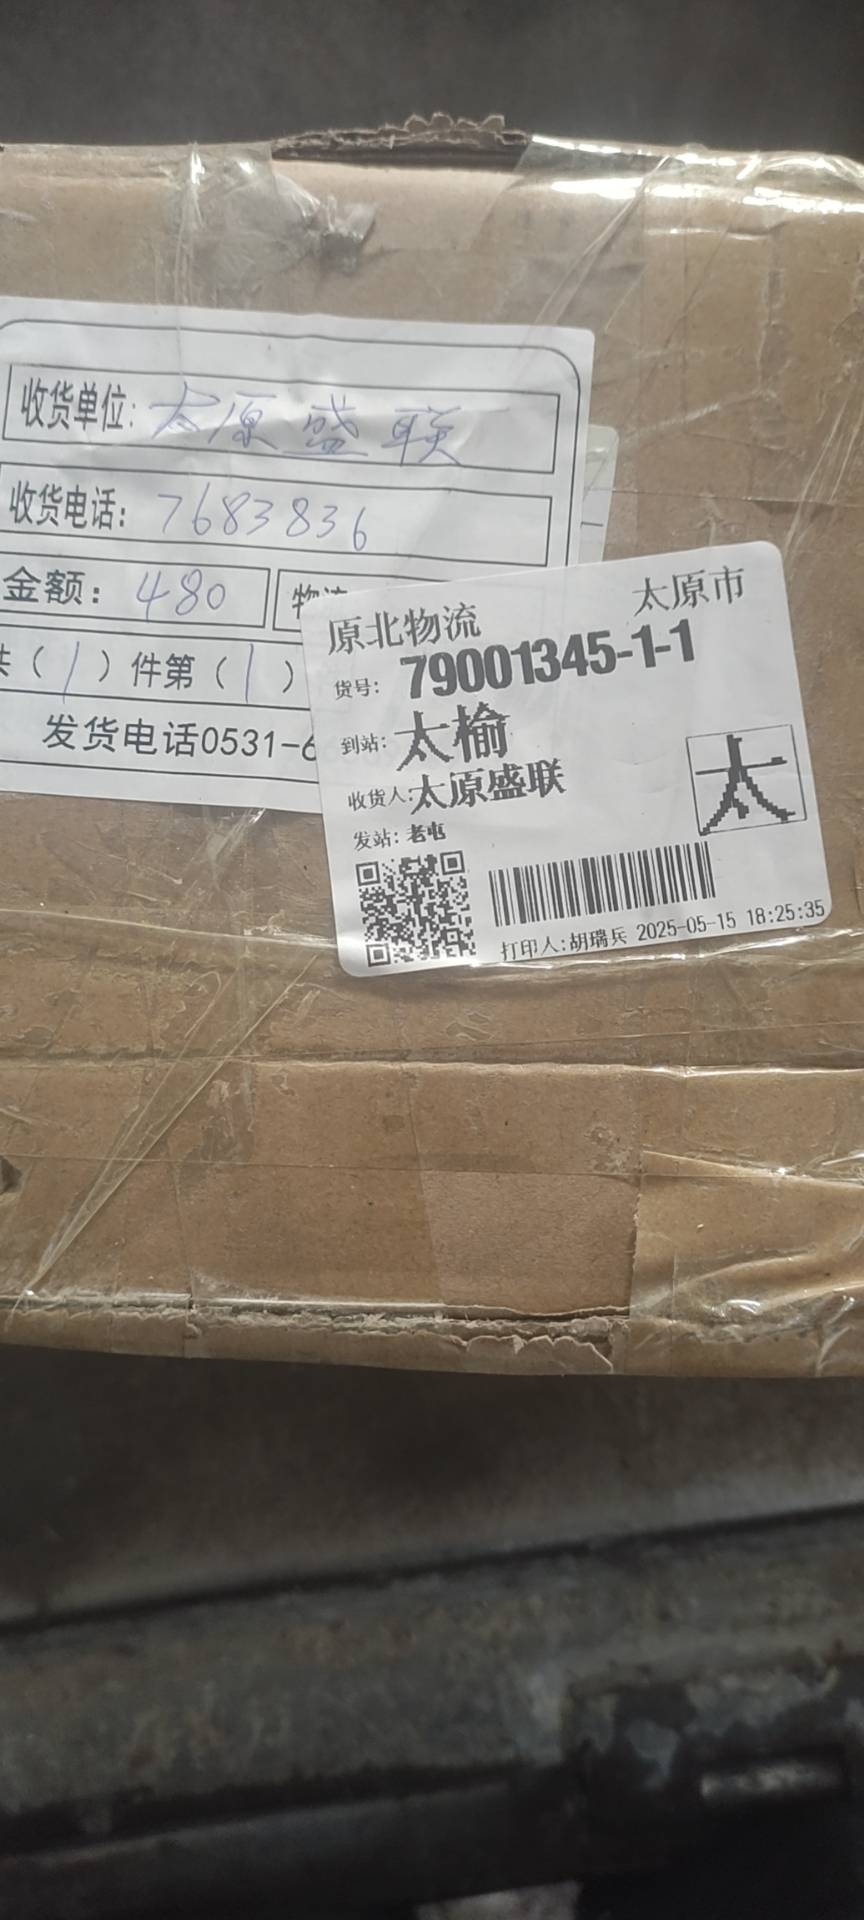 收货单位: 太原盛联
收货电话: 7683836
金额: 480
共(1)件第(1)
发货电话0531-6
原北物流 太原市
货号: 79001345-1-1
到站: 太榆
收货人:太原盛联
太
发站: 老屯
打印人:胡瑞兵 2025-05-15 18:25:35